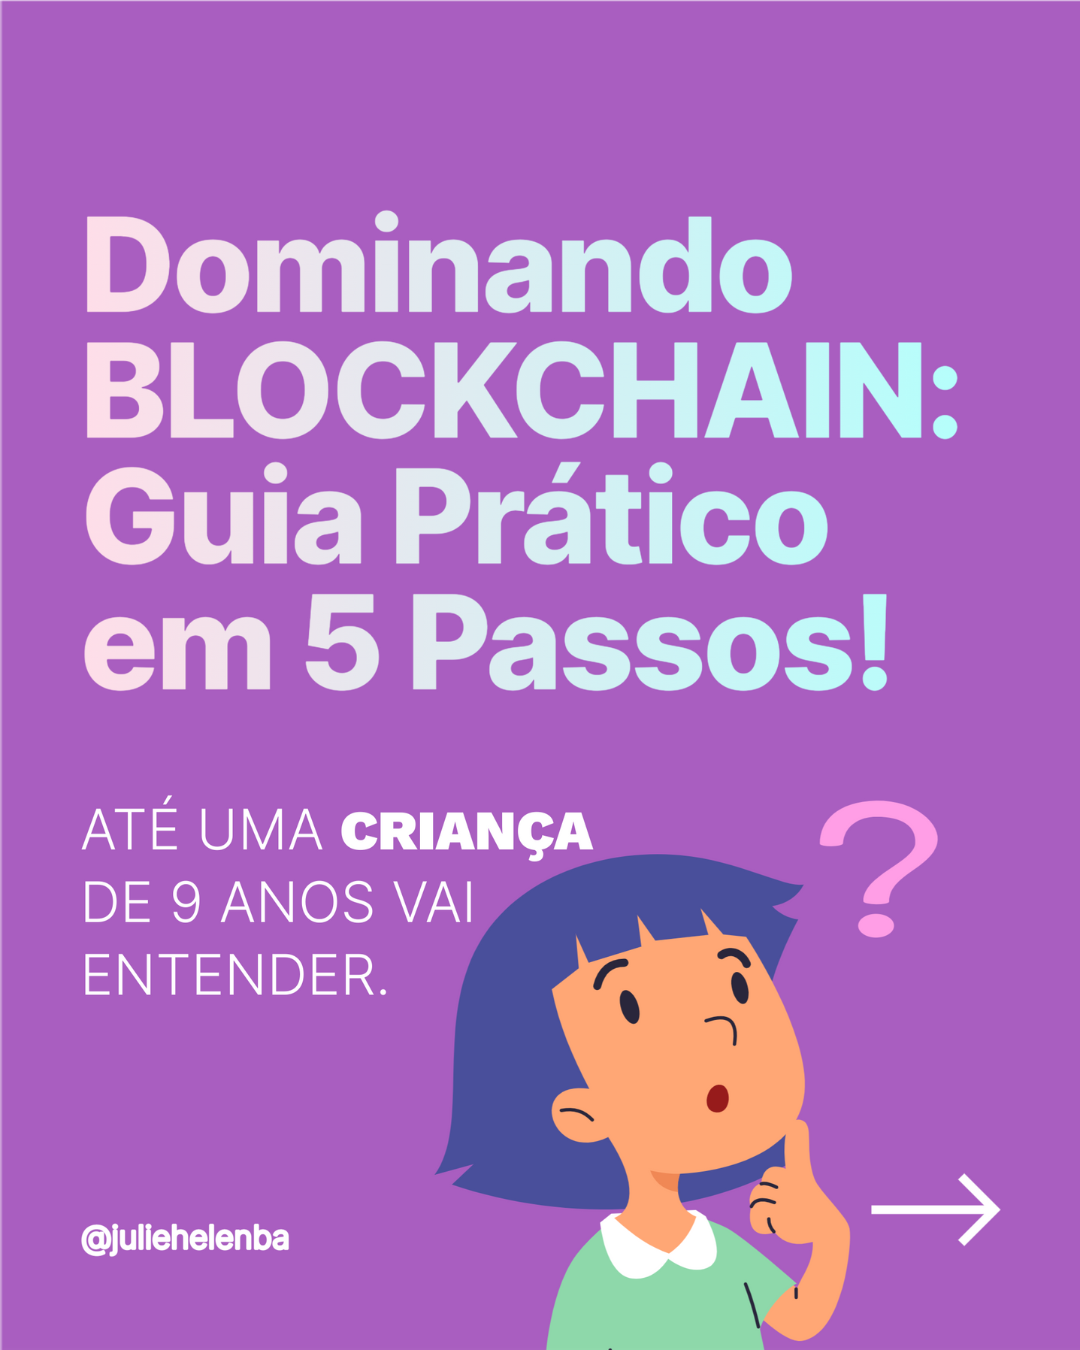 Dominando
BLOCKCHAIN:
Guia Prático
em 5 Passos!
ATÉ UMA CRIANÇA
DE 9 ANOS VAI
ENTENDER.
?
@juliehelenba